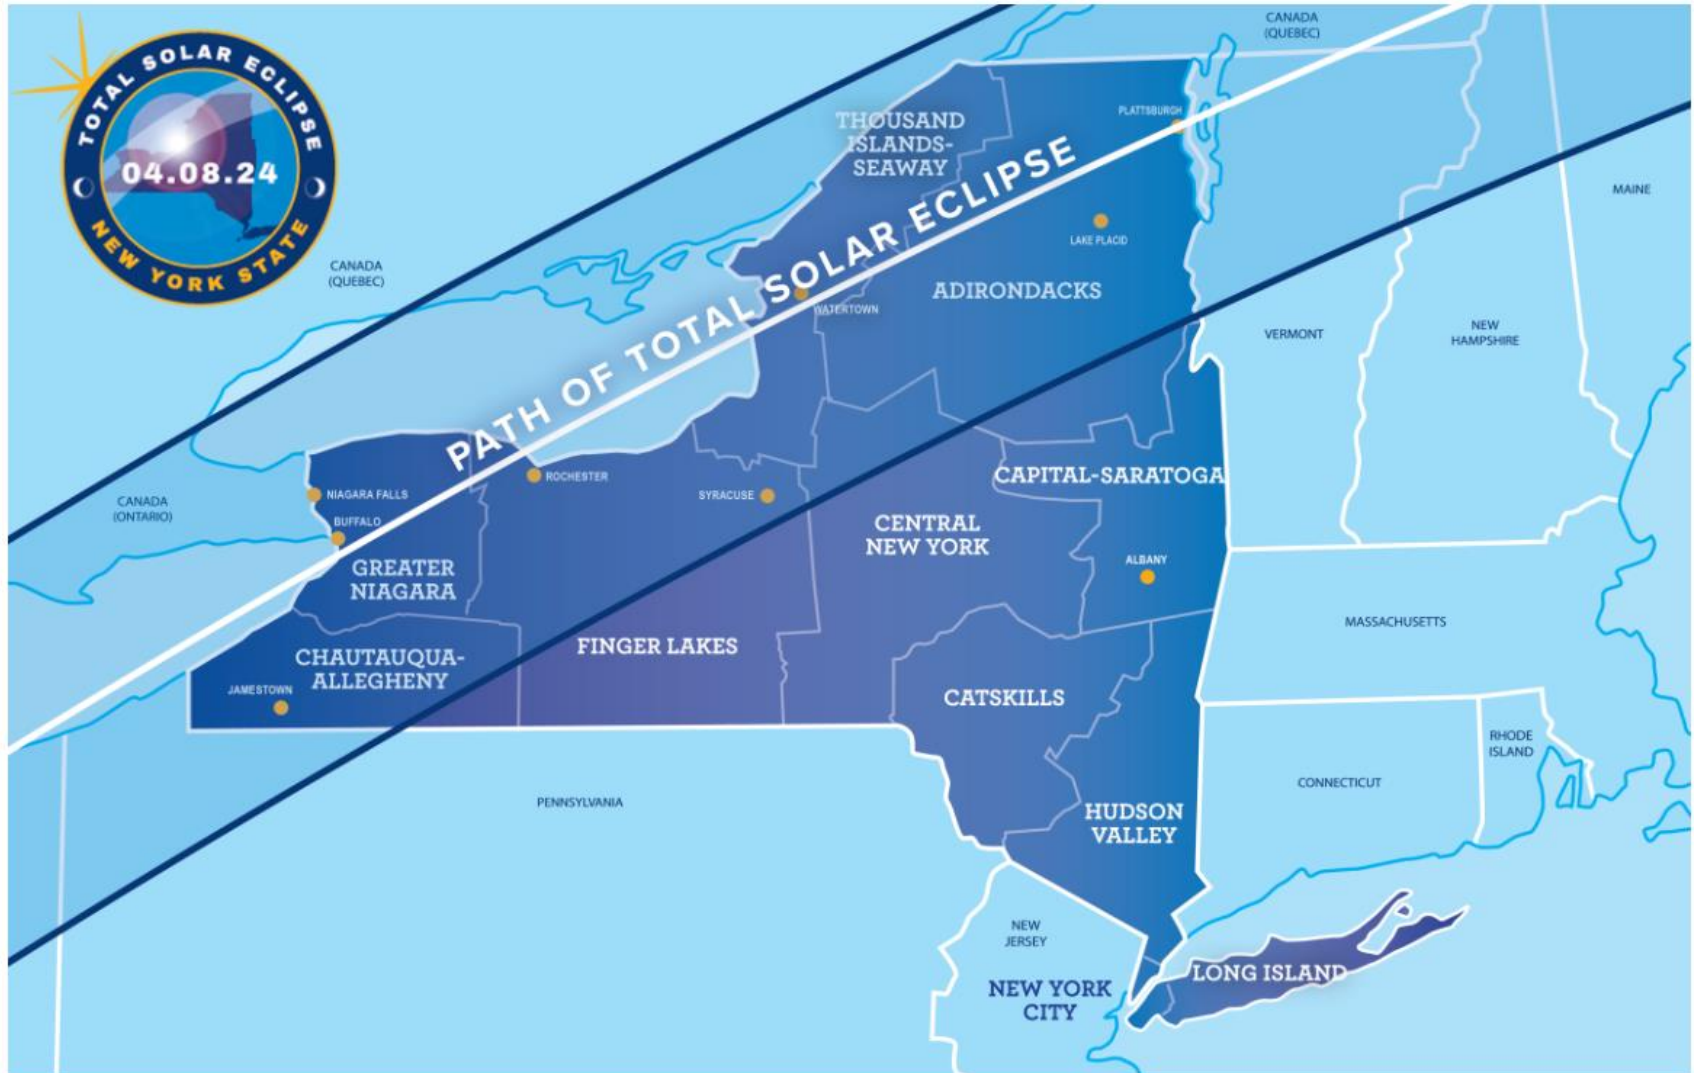 TOTAL SOLAR ECLIPSE
04.08.24
NEW YORK STATE
CANADA
(QUEBEC)
PLATTSBURGH
THOUSAND
ISLANDS-
SEAWAY
PATH OF TOTAL SOLAR ECLIPSE
MAINE
LAKE PLACID
CANADA
(QUEBEC)
ADIRONDACKS
WATERTOWN
VERMONT
NEW
HAMPSHIRE
ROCHESTER
CAPITAL-SARATOGA
NIAGARA FALLS
SYRACUSE
CANADA
(ONTARIO)
BUFFALO
CENTRAL
NEW YORK
ALBANY
GREATER
NIAGARA
MASSACHUSETTS
FINGER LAKES
CHAUTAUQUA-
ALLEGHENY
JAMESTOWN
CATSKILLS
RHODE
ISLAND
CONNECTICUT
PENNSYLVANIA
HUDSON
VALLEY
NEW
JERSEY
LONG ISLAND
NEW YORK
CITY